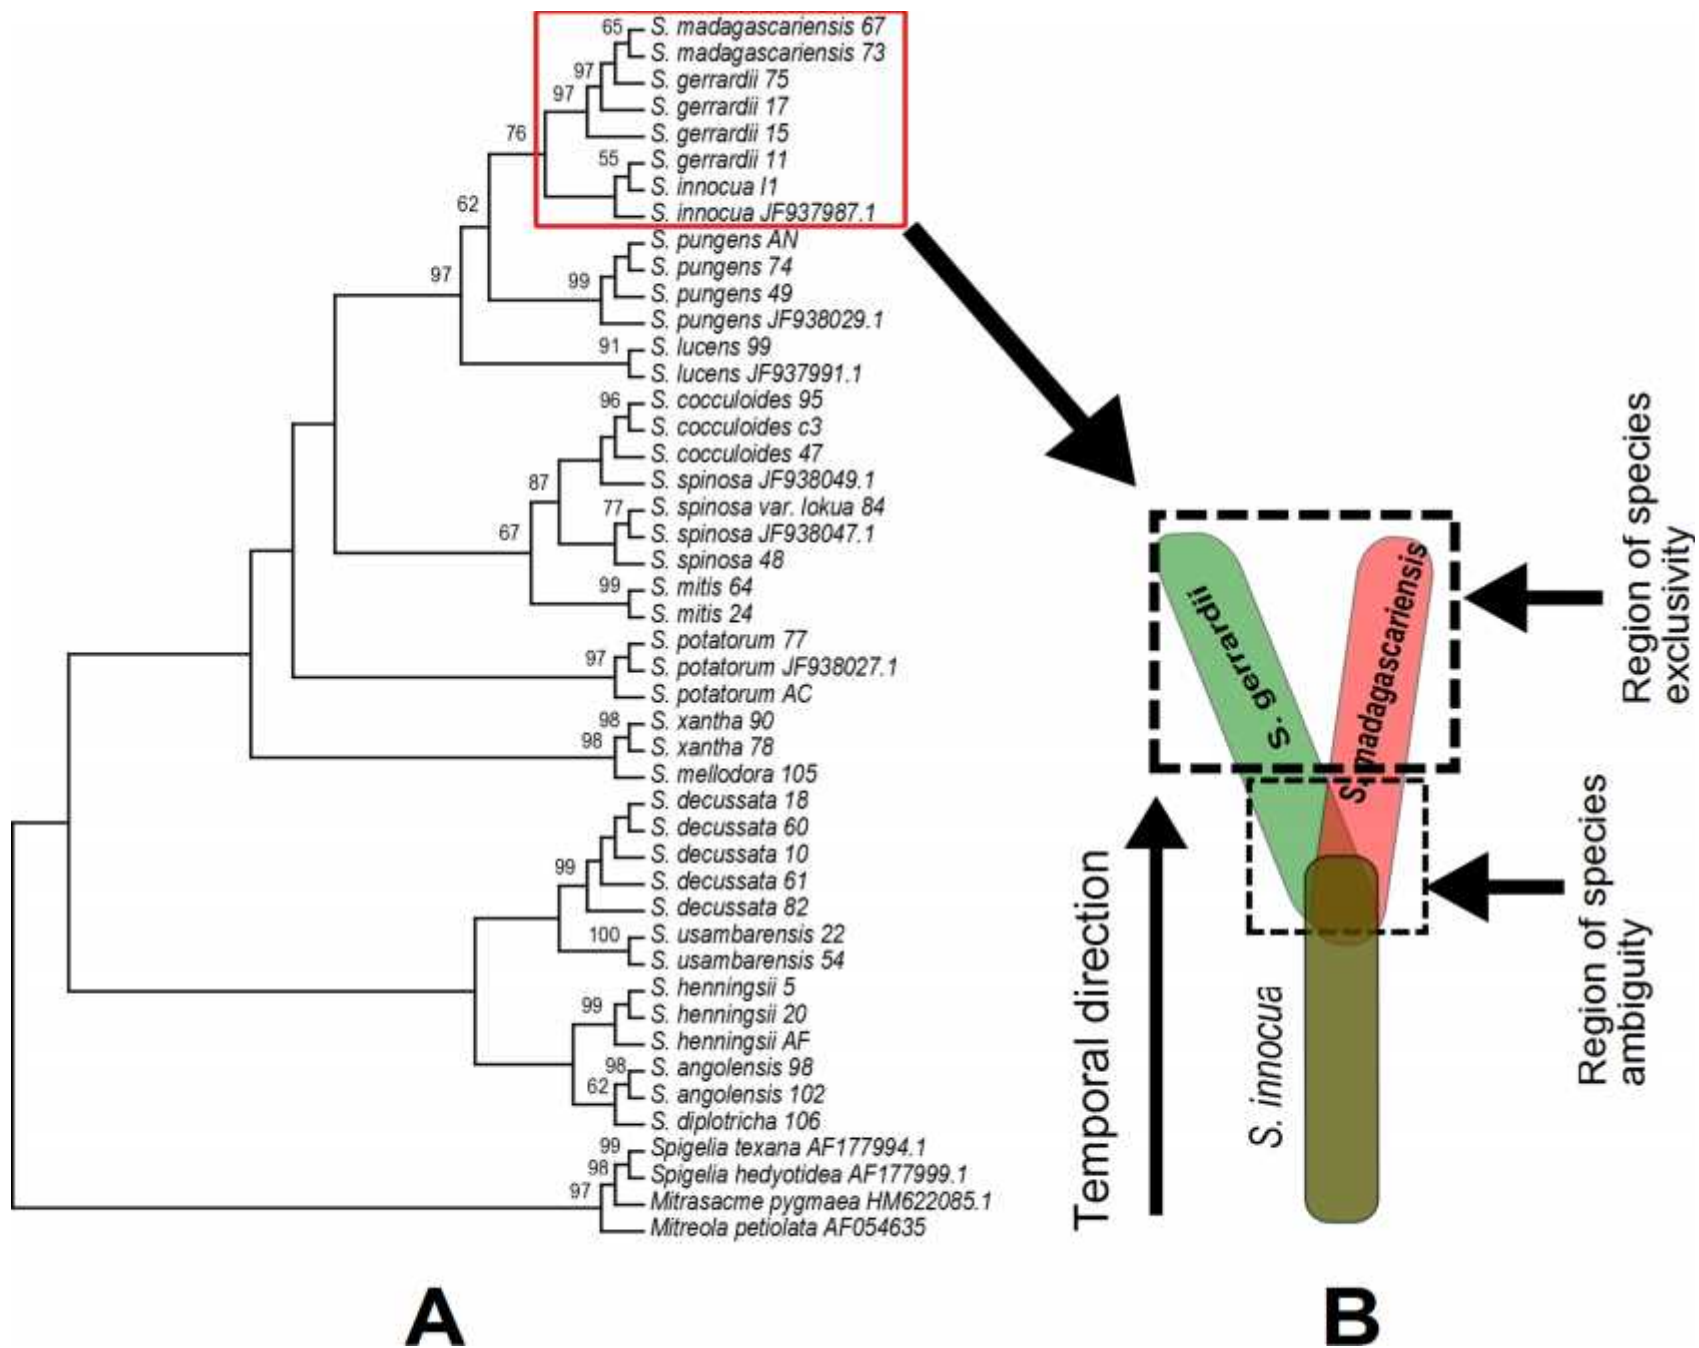 65
S. madagascariensis 67
S. madagascariensis 73
97
S. gerrardii 75
97
S. gerrardii 17
76
S. gerrardii 15
55
S. gerrardii 11
S. innocua I1
S. innocua JF937987.1
62
S. pungens AN
S. pungens 74
97
99
S. pungens 49
S. pungens JF938029.1
91
S. lucens 99
S. lucens JF937991.1
96
S. cocculoides 95
S. cocculoides c3
S. cocculoides 47
87
S. spinosa JF938049.1
77
S. spinosa var. lokua 84
67
S. spinosa JF938047.1
S. spinosa 48
99
S. mitis 64
S. mitis 24
S. potatorum 77
97
S. potatorum JF938027.1
S. potatorum AC
98
S. xantha 90
98
S. xantha 78
S. mellodora 105
S. decussata 18
S. decussata 60
S. decussata 10
99
S. decussata 61
S. decussata 82
100
S. usambarensis 22
S. usambarensis 54
S. henningsii 5
99
S. henningsii 20
S. henningsii AF
98
S. angolensis 98
62
S. angolensis 102
S. diplotricha 106
99
Spigelia texana AF177994.1
98
Spigelia hedyotidea AF177999.1
97
Mitrasacme pygmaea HM622085.1
Mitreola petiolata AF054635
A
S. gerrardii
S. madagascariensis
S. innocua
Temporal direction
Region of species
exclusivity
Region of species
ambiguity
B